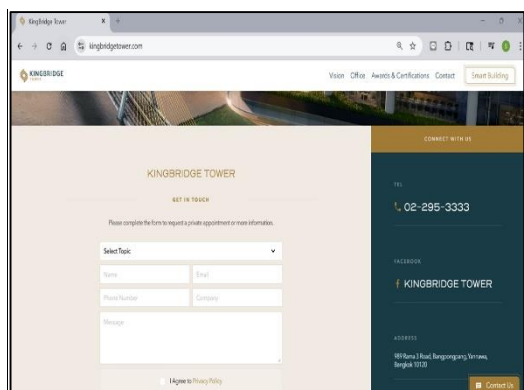 Kingbridge Tower
kingbridgetower.com
KINGBRIDGE
TOWER
Vision Office Awards & Certifications Contact Smart Building
CONNECT WITH US
KINGBRIDGE TOWER
GET IN TOUCH
Please complete the form to request a private appointment or more information.
Select Topic
Name Email
Phone Number Company
Message
I Agree to Privacy Policy
TEL
02-295-3333
FACEBOOK
KINGBRIDGE TOWER
ADDRESS
989 Rama 3 Road, Bangpongpang, Yannawa,
Bangkok 10120
Contact Us